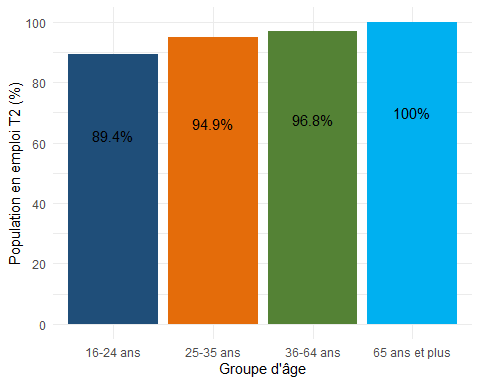 Population en emploi T2 (%)
100
80
60
40
20
0
89.4%
94.9%
96.8%
100%
16-24 ans
25-35 ans
36-64 ans
65 ans et plus
Groupe d'âge